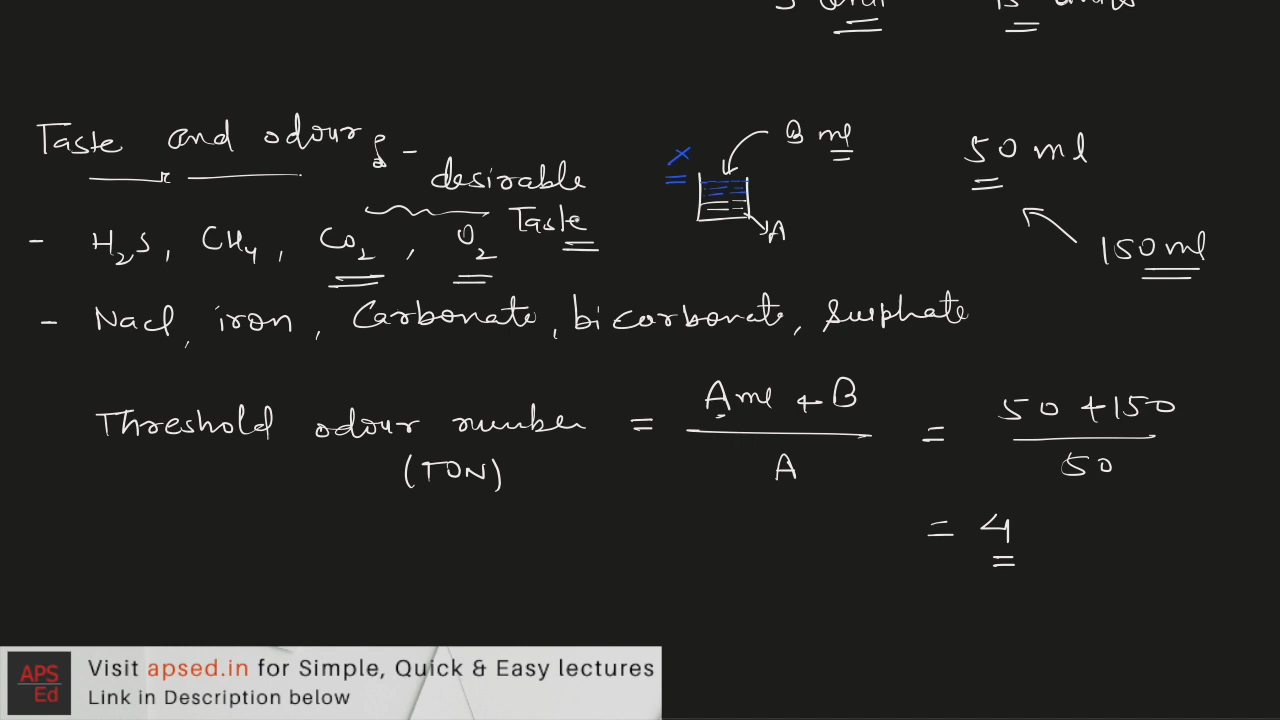 Taste and odour :-
desirable
Taste
- H2S, CH4, CO2, O2
- Nacl, iron, Carbonate, bicarbonate, Sulphate
X
B ml
A
50 ml
150 ml
Threshold odour number = A ml + B / A = 50 + 150 / 50
(TON)
= 4
APS
Ed
Visit apsed.in for Simple, Quick & Easy lectures
Link in Description below